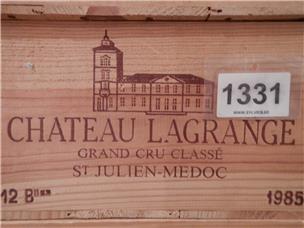 1331
CHATEAU LAGRANGE
GRAND CRU CLASSÉ
ST JULIEN-MEDOC
12 Blles 1985